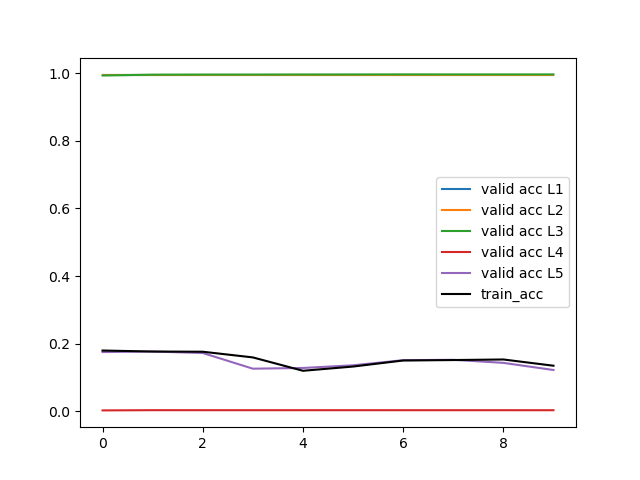 1.0
0.8
0.6
0.4
0.2
0.0
0 2 4 6 8
valid acc L1
valid acc L2
valid acc L3
valid acc L4
valid acc L5
train_acc